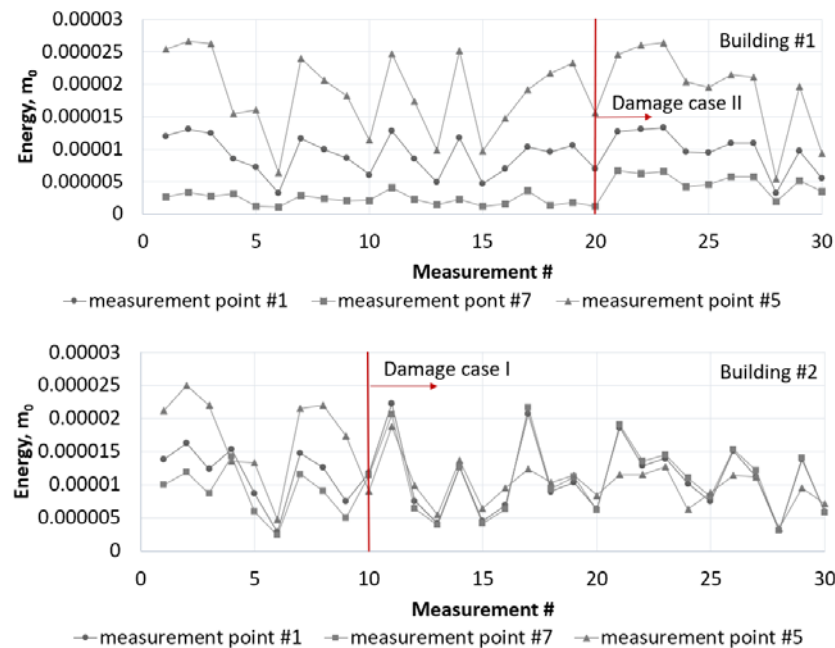 0.00003
Building #1
0.000025
0.00002
Damage case II
0.000015
0.00001
0.000005
0
Energy, m₀
0 5 10 15 20 25 30
Measurement #
measurement point #1 measurement pont #7 measurement point #5
0.00003
Damage case I
Building #2
0.000025
0.00002
0.000015
0.00001
0.000005
0
Energy, m₀
0 5 10 15 20 25 30
Measurement #
measurement point #1 measurement point #7 measurement point #5